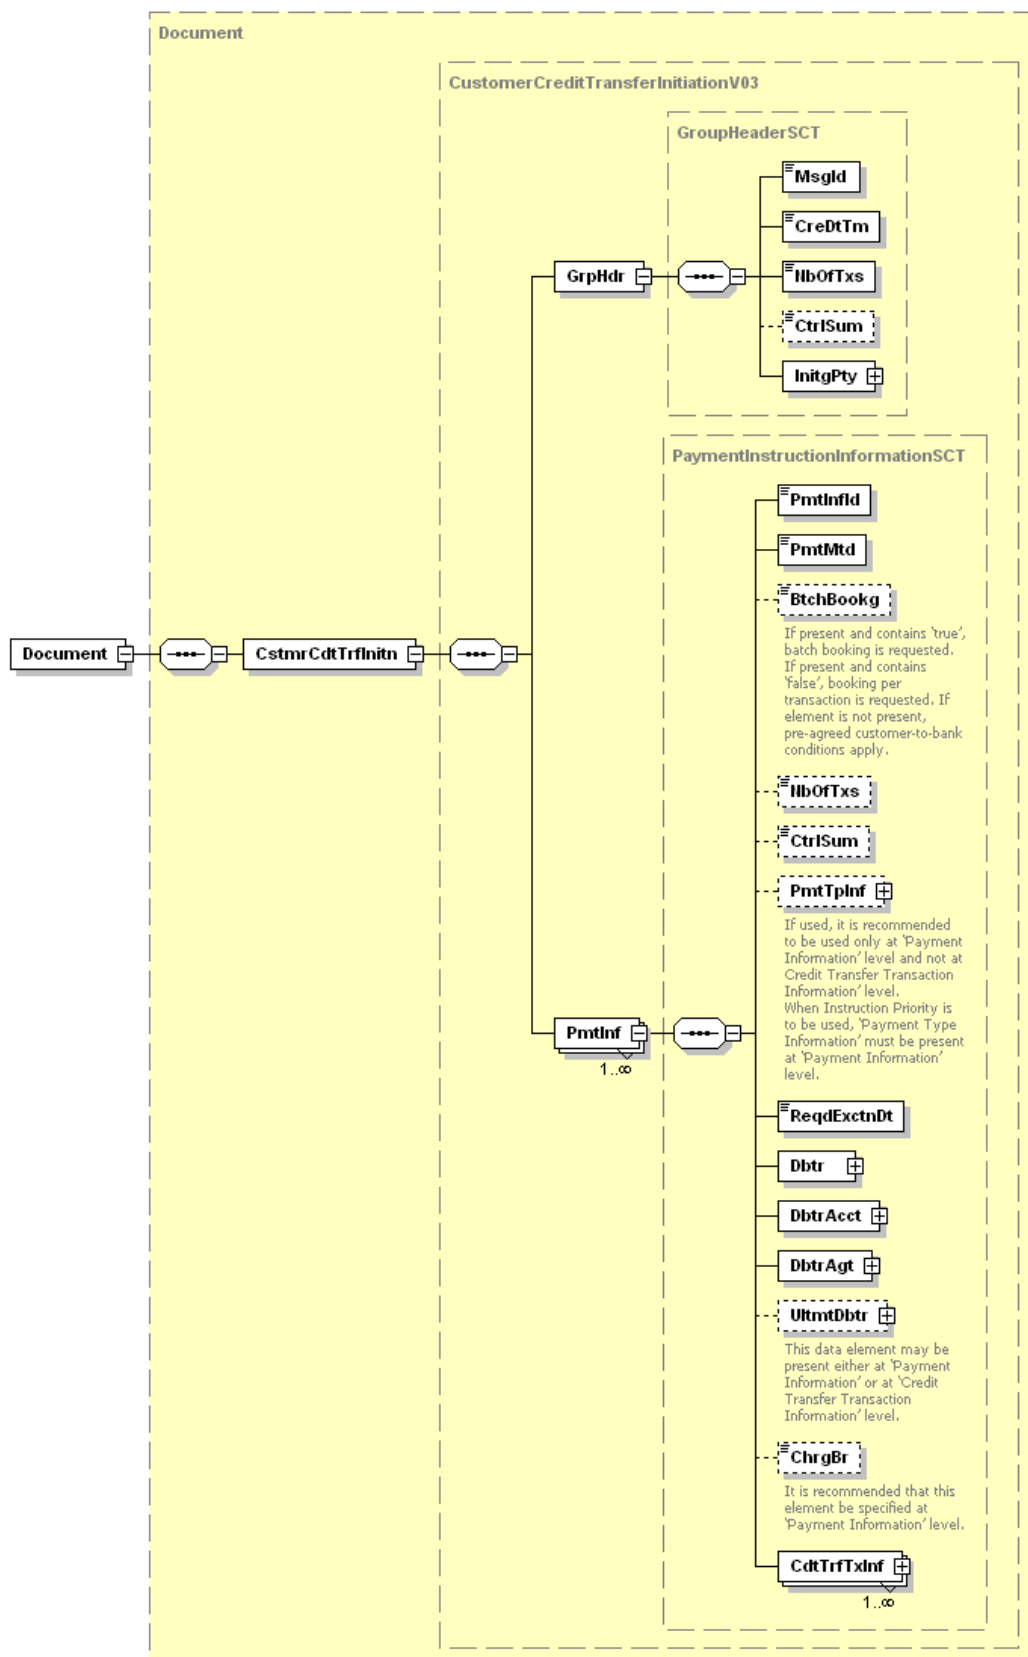 Document
CustomerCreditTransferInitiationV03
GroupHeaderSCT
MsgId
CreDtTm
GrpHdr
NbOfTxs
CtrlSum
InitgPty
PaymentInstructionInformationSCT
PmtInfId
PmtMtd
BtchBookg
If present and contains 'true',
batch booking is requested.
If present and contains
'false', booking per
transaction is requested. If
element is not present,
pre-agreed customer-to-bank
conditions apply.
Document
CstmrCdtTrfInitn
NbOfTxs
CtrlSum
PmtTpInf
If used, it is recommended
to be used only at 'Payment
Information' level and not at
Credit Transfer Transaction
Information' level.
When Instruction Priority is
to be used, 'Payment Type
Information' must be present
at 'Payment Information'
level.
PmtInf
1..∞
ReqdExctnDt
Dbtr
DbtrAcct
DbtrAgt
UltmtDbtr
This data element may be
present either at 'Payment
Information' or at 'Credit
Transfer Transaction
Information' level.
ChrgBr
It is recommended that this
element be specified at
'Payment Information' level.
CdtTrfTxInf
1..∞